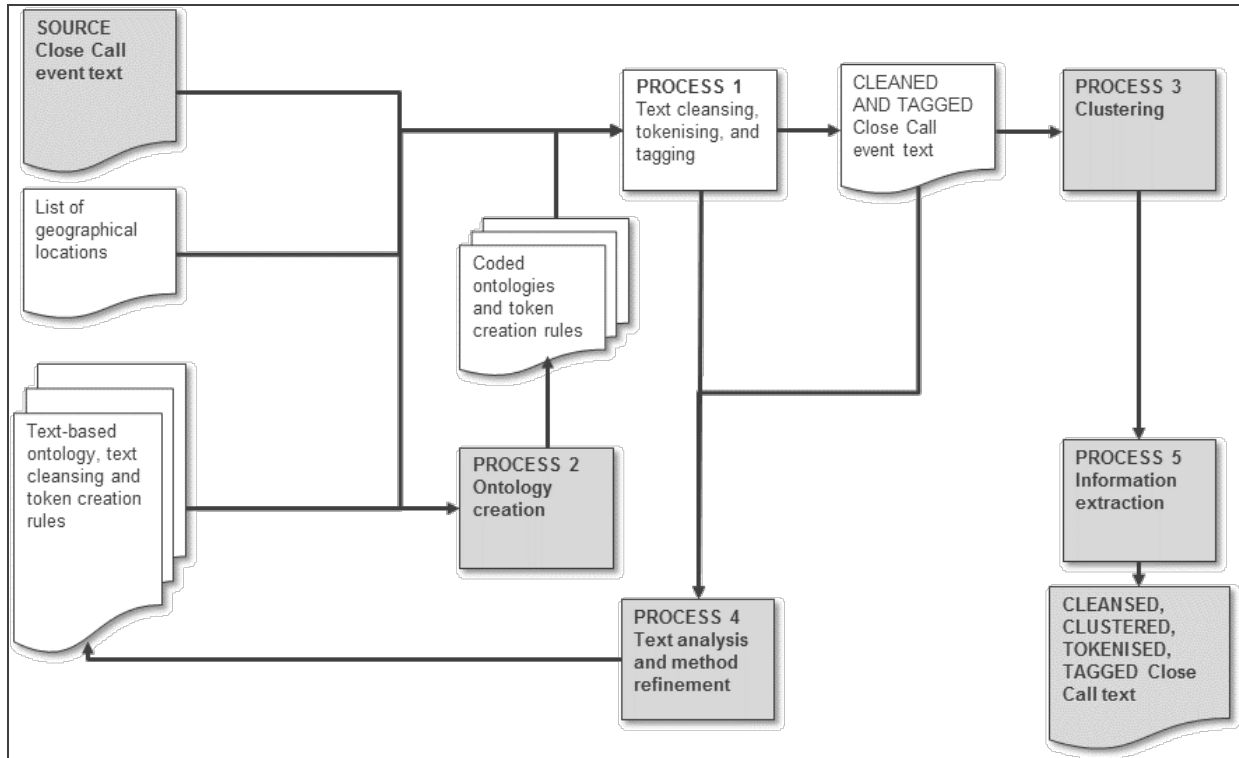 SOURCE
Close Call
event text
List of
geographical
locations
Text-based
ontology, text
cleansing and
token creation
rules
Coded
ontologies
and token
creation rules
PROCESS 2
Ontology
creation
PROCESS 1
Text cleansing,
tokenising, and
tagging
CLEANED
AND TAGGED
Close Call
event text
PROCESS 3
Clustering
PROCESS 4
Text analysis
and method
refinement
PROCESS 5
Information
extraction
CLEANSED,
CLUSTERED,
TOKENISED,
TAGGED Close
Call text